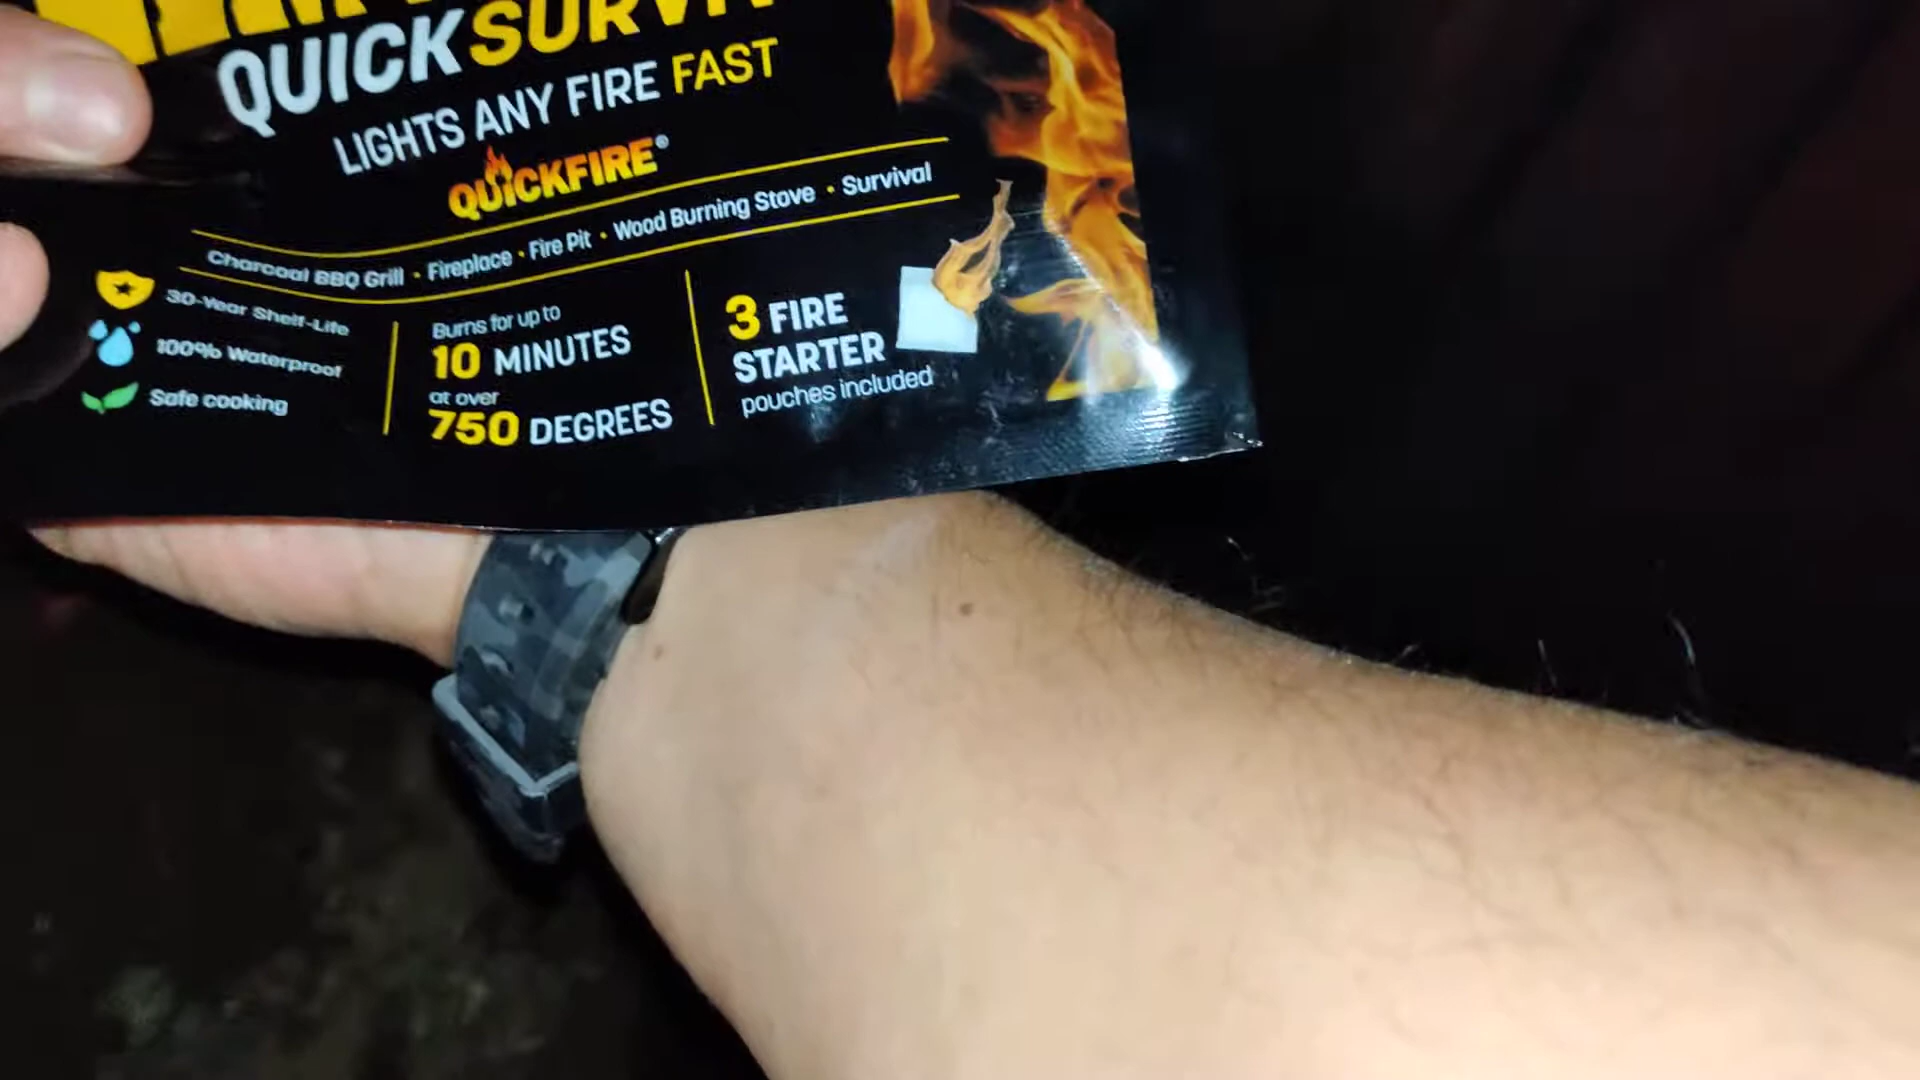 QUICK
LIGHTS ANY FIRE FAST
QUICKFIRE®
Charcoal BBQ Grill • Fireplace • Fire Pit • Wood Burning Stove • Survival
30-Year Shelf-Life
100% Waterproof
Safe cooking
Burns for up to
10 MINUTES
at over
750 DEGREES
3 FIRE
STARTER
pouches included